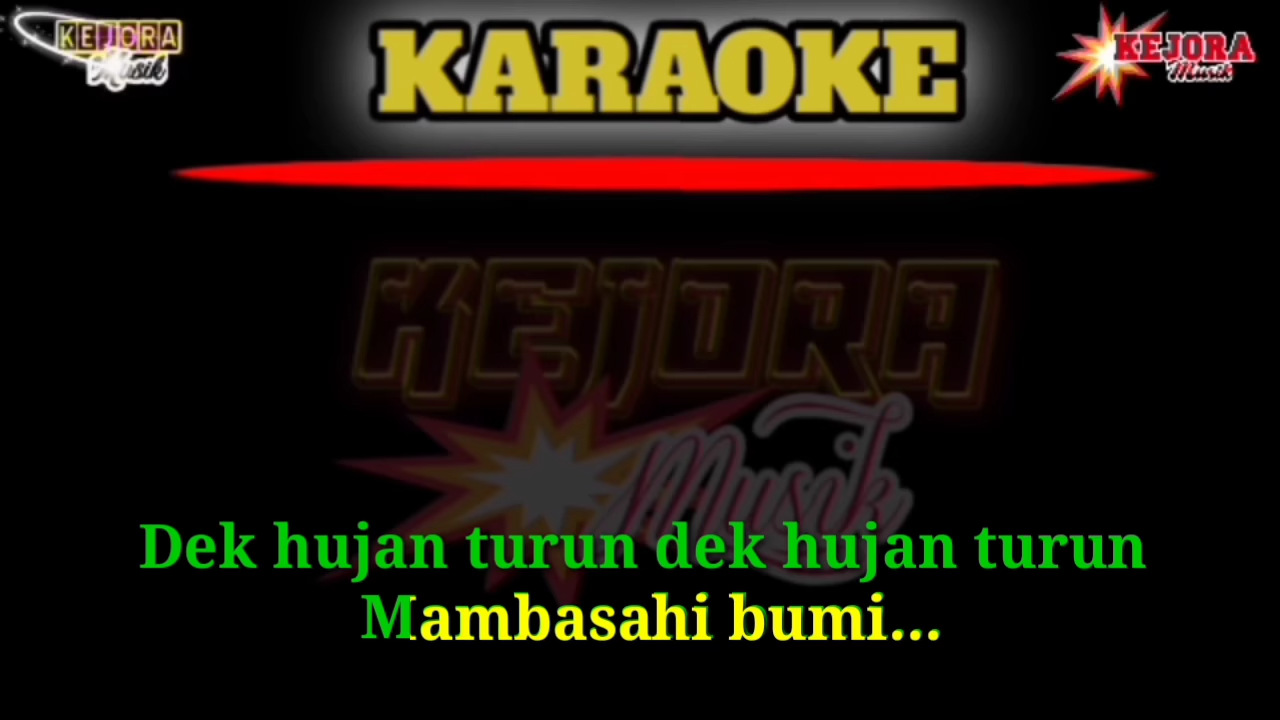 KEJORA
Musik
KARAOKE
KEJORA
Musik
KEJORA
Musik
Dek hujan turun dek hujan turun
Mambasahi bumi...